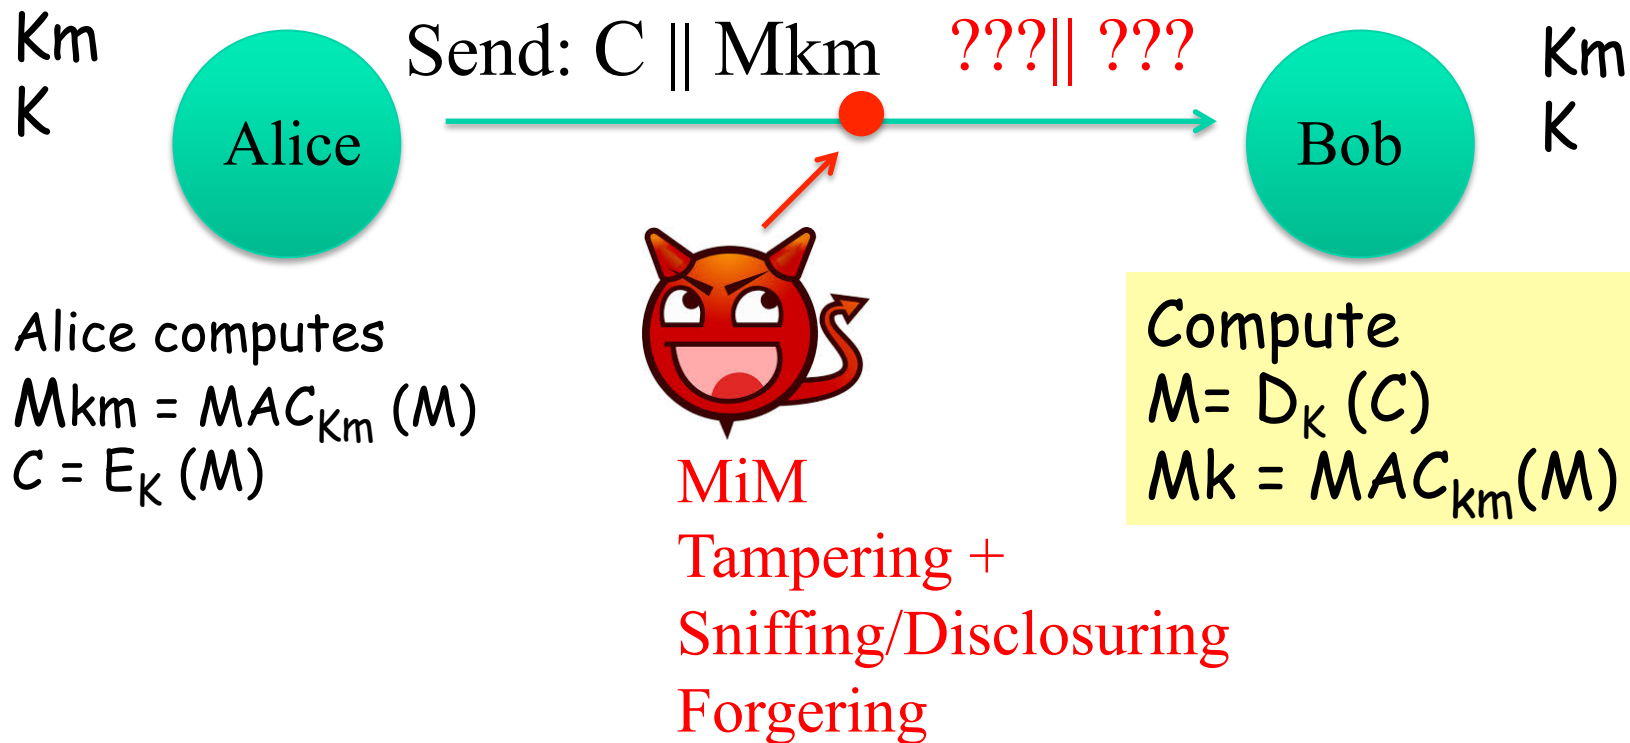 Km
K
Alice
Send: C || Mkm
???|| ???
Bob
Km
K
Alice computes
Mkm = MACKm (M)
C = EK (M)
MiM
Tampering +
Sniffing/Disclosuring
Forgering
Compute
M= DK (C)
Mk = MACkm(M)